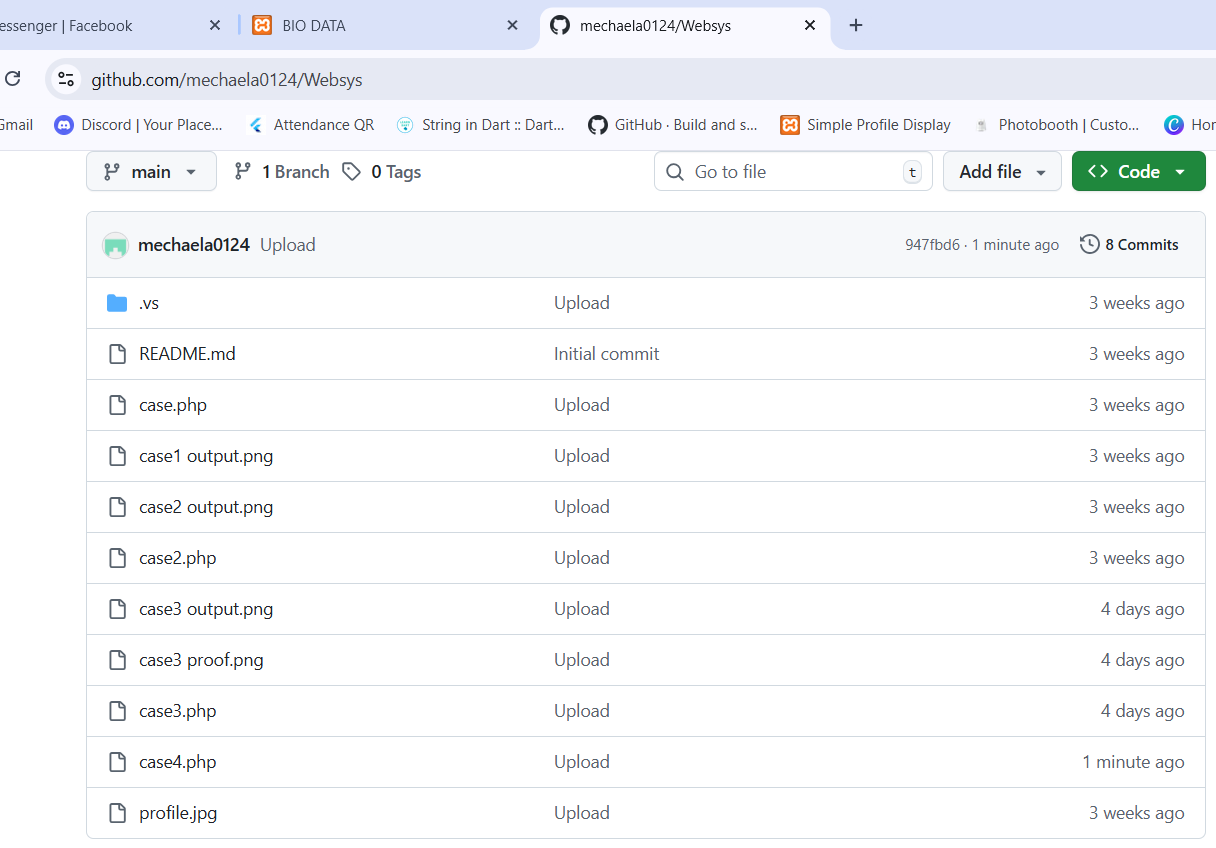 essenger | Facebook
BIO DATA
mechaela0124/Websys
github.com/mechaela0124/Websys
Gmail
Discord | Your Place...
Attendance QR
String in Dart :: Dart...
GitHub · Build and s...
Simple Profile Display
Photobooth | Custo...
Hor
main
1 Branch
0 Tags
Go to file
t
Add file
Code
mechaela0124 Upload
947fbd6 · 1 minute ago
8 Commits
.vs Upload 3 weeks ago
README.md Initial commit 3 weeks ago
case.php Upload 3 weeks ago
case1 output.png Upload 3 weeks ago
case2 output.png Upload 3 weeks ago
case2.php Upload 3 weeks ago
case3 output.png Upload 4 days ago
case3 proof.png Upload 4 days ago
case3.php Upload 4 days ago
case4.php Upload 1 minute ago
profile.jpg Upload 3 weeks ago